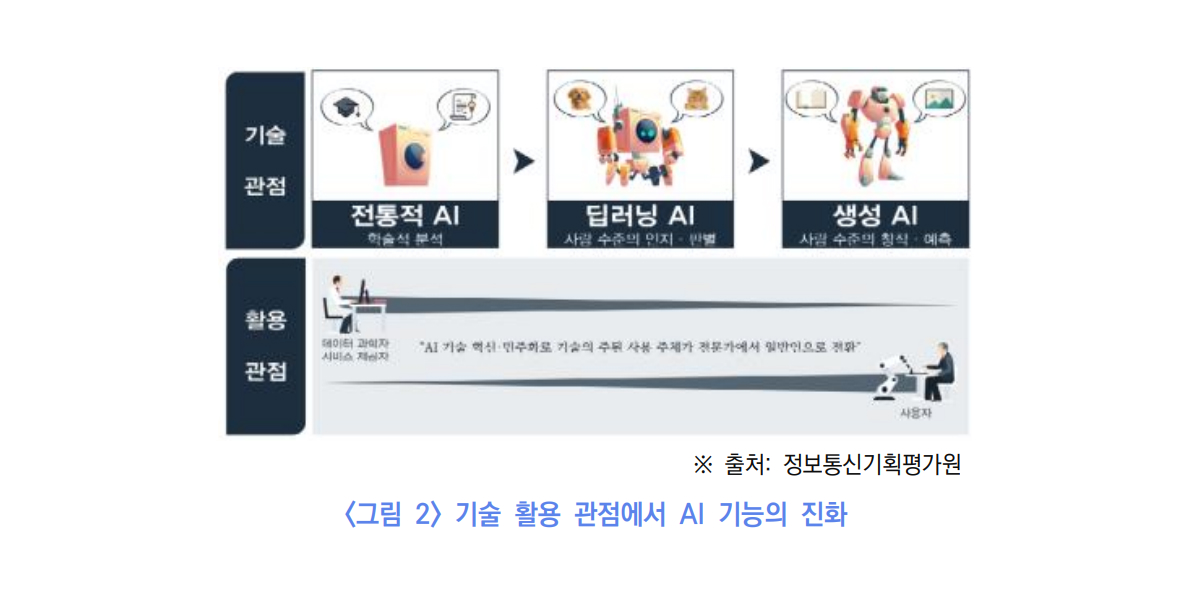 기술
관점
전통적 AI
학술적 분석
딥러닝 AI
사람 수준의 인지 · 판별
생성 AI
사람 수준의 창작 · 예측
활용
관점
데이터 과학자
서비스 제공자
"AI 기술 혁신·민주화로 기술의 주된 사용 주체가 전문가에서 일반인으로 전환"
사용자
※ 출처: 정보통신기획평가원
<그림 2> 기술 활용 관점에서 AI 기능의 진화